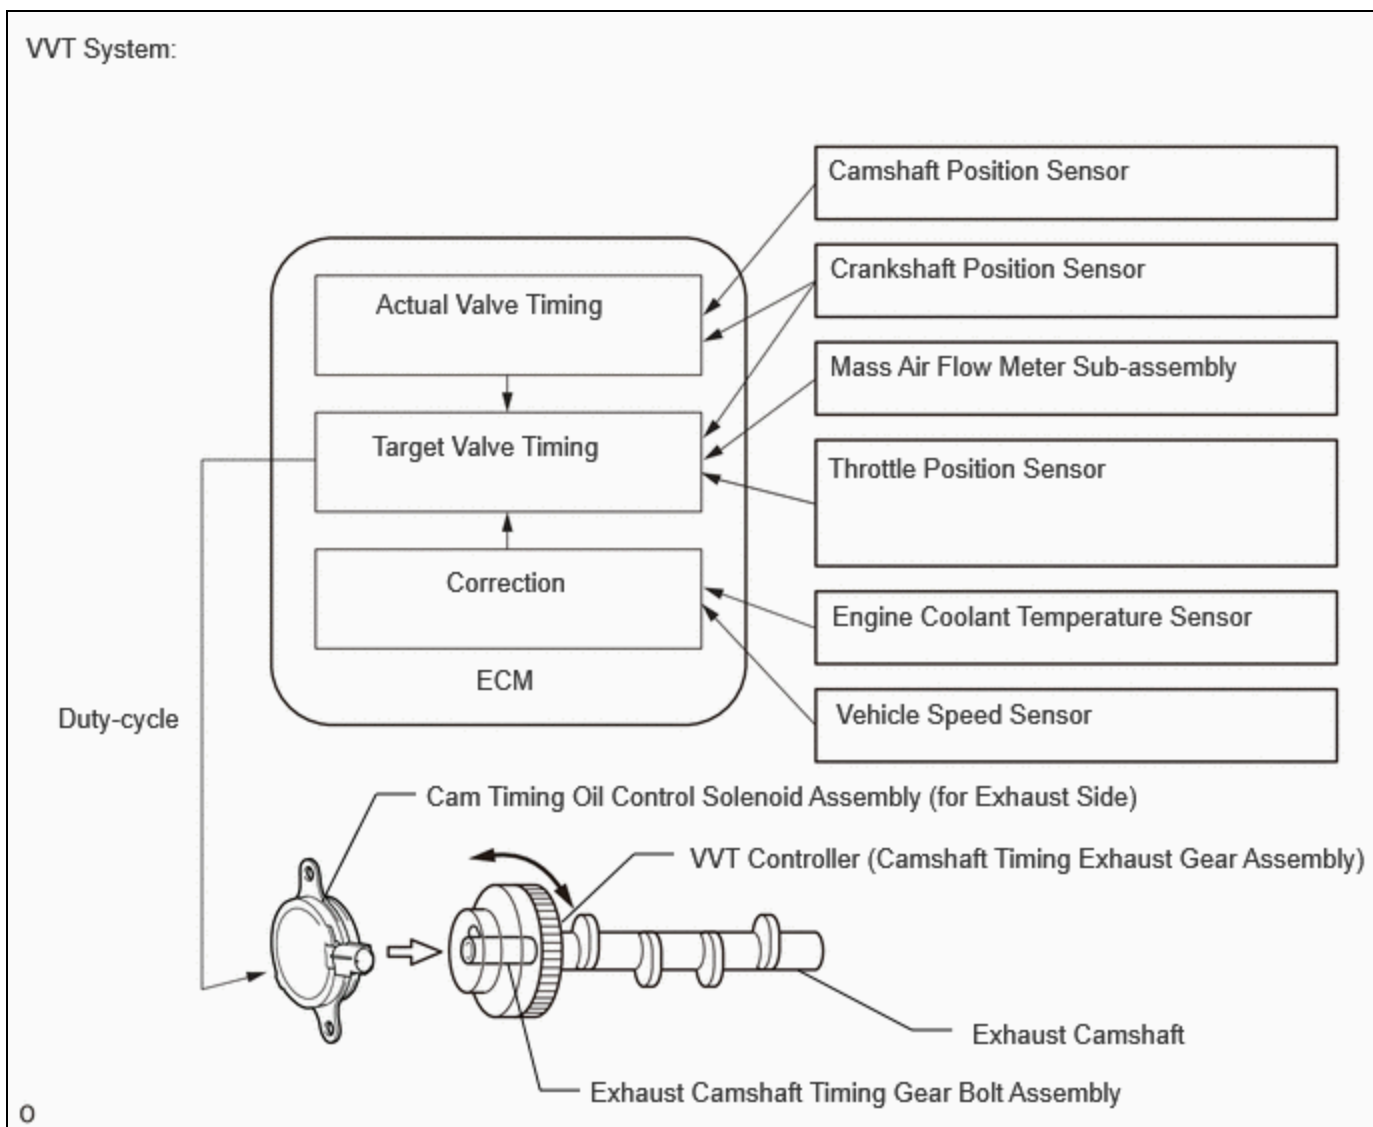 VVT System:
Camshaft Position Sensor
Crankshaft Position Sensor
Actual Valve Timing
Mass Air Flow Meter Sub-assembly
Target Valve Timing
Throttle Position Sensor
Correction
Engine Coolant Temperature Sensor
ECM
Duty-cycle
Vehicle Speed Sensor
Cam Timing Oil Control Solenoid Assembly (for Exhaust Side)
VVT Controller (Camshaft Timing Exhaust Gear Assembly)
Exhaust Camshaft
Exhaust Camshaft Timing Gear Bolt Assembly
O